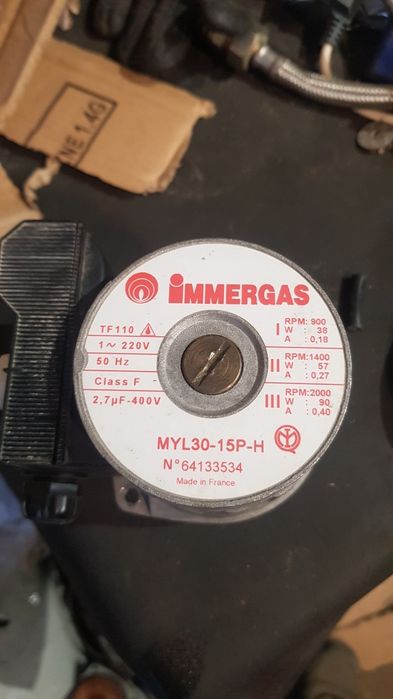 NE 1.4G
IMMERGAS
TF110
1~ 220V
50 Hz
Class F
2,7µF-400V
I RPM: 900
W : 38
A : 0,18
II RPM:1400
W : 57
A : 0,27
III RPM:2000
W : 90
A : 0,40
MYL30-15P-H
N°64133534
Made in France